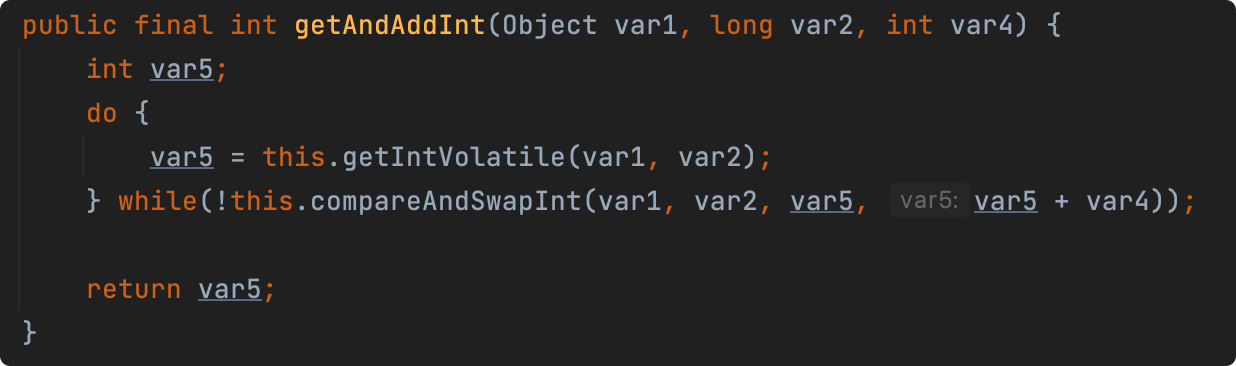 public final int getAndAddInt(Object var1, long var2, int var4) {
int var5;
do {
var5 = this.getIntVolatile(var1, var2);
} while(!this.compareAndSwapInt(var1, var2, var5, var5: var5 + var4));
return var5;
}